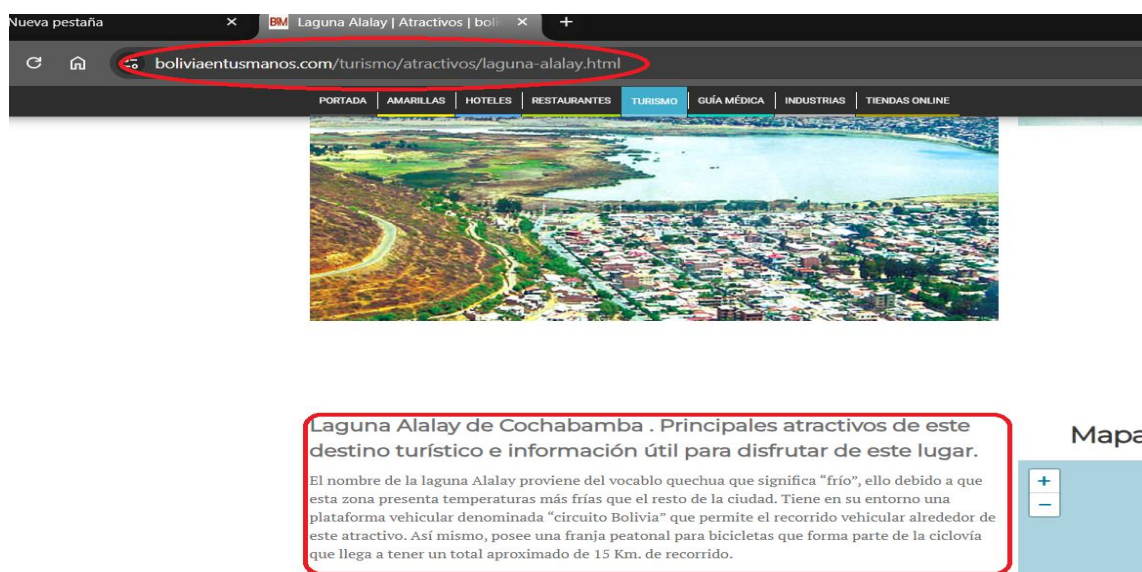 Nueva pestaña
BIM Laguna Alalay | Atractivos | boli
boliviaentusmanos.com/turismo/atractivos/laguna-alalay.html
PORTADA AMARILLAS HOTELES RESTAURANTES TURISMO GUÍA MÉDICA INDUSTRIAS TIENDAS ONLINE
Laguna Alalay de Cochabamba . Principales atractivos de este
destino turístico e información útil para disfrutar de este lugar.
Mapa
El nombre de la laguna Alalay proviene del vocablo quechua que significa “frío”, ello debido a que
esta zona presenta temperaturas más frías que el resto de la ciudad. Tiene en su entorno una
plataforma vehicular denominada “circuito Bolivia” que permite el recorrido vehicular alrededor de
este atractivo. Así mismo, posee una franja peatonal para bicicletas que forma parte de la ciclovía
que llega a tener un total aproximado de 15 Km. de recorrido.